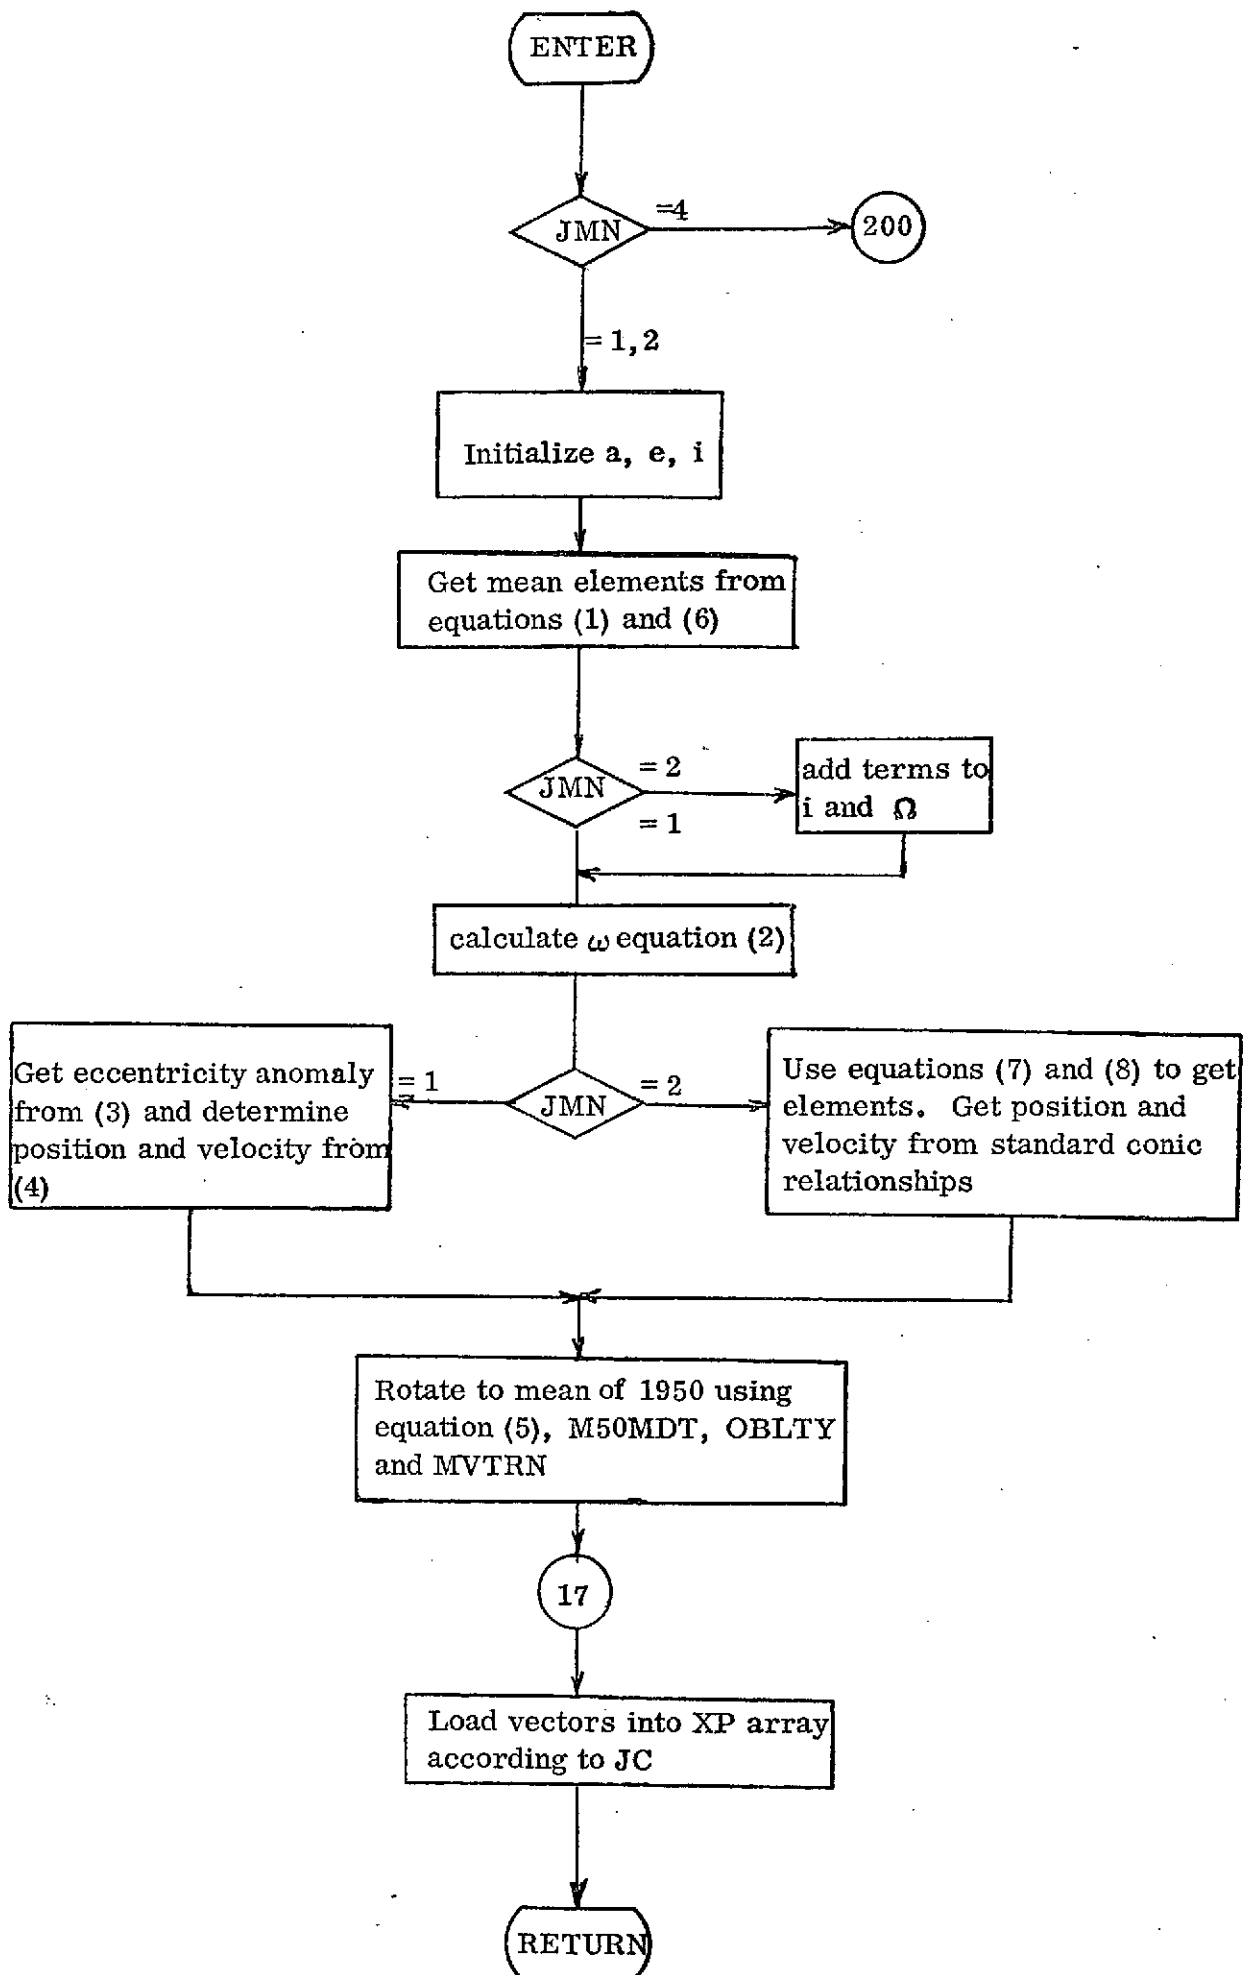 ENTER
JMN
=4
200
= 1, 2
Initialize a, e, i
Get mean elements from
equations (1) and (6)
JMN
= 2
= 1
add terms to
i and Ω
calculate ω equation (2)
Get eccentricity anomaly
from (3) and determine
position and velocity from
(4)
= 1
JMN
= 2
Use equations (7) and (8) to get
elements. Get position and
velocity from standard conic
relationships
Rotate to mean of 1950 using
equation (5), M50MDT, OBLTY
and MVTRN
17
Load vectors into XP array
according to JC
RETURN